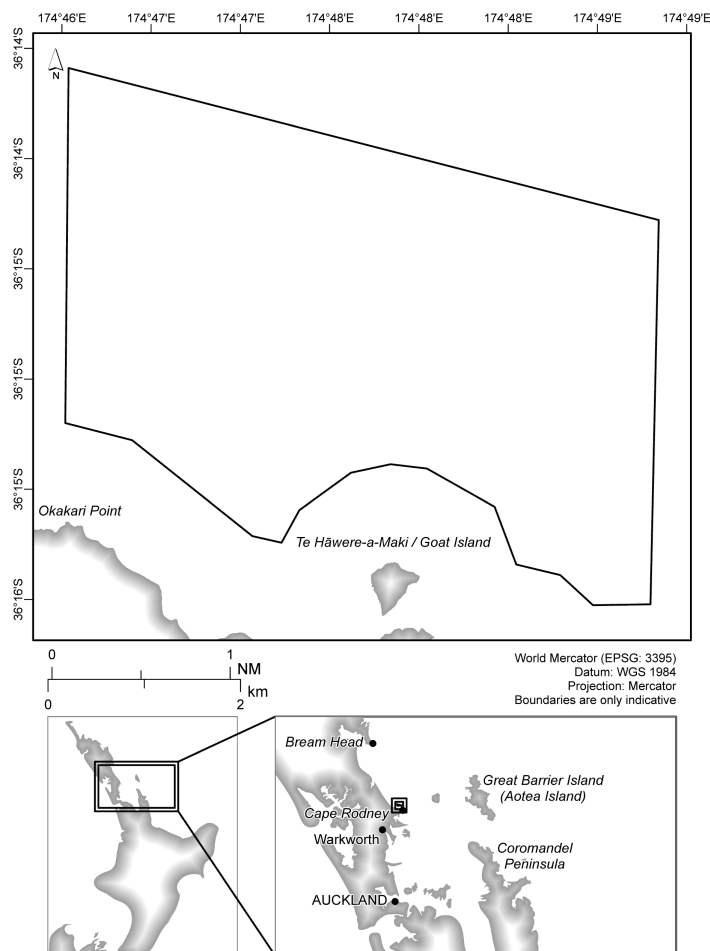 174°46'E 174°47'E 174°47'E 174°48'E 174°48'E 174°48'E 174°49'E 174°49'E
36°14'S
36°14'S
36°15'S
36°15'S
36°15'S
36°16'S
N
Okakari Point
Te Hāwere-a-Maki / Goat Island
0 1
NM
km
0 2
World Mercator (EPSG: 3395)
Datum: WGS 1984
Projection: Mercator
Boundaries are only indicative
Bream Head
Great Barrier Island
(Aotea Island)
Cape Rodney
Warkworth
Coromandel
Peninsula
AUCKLAND